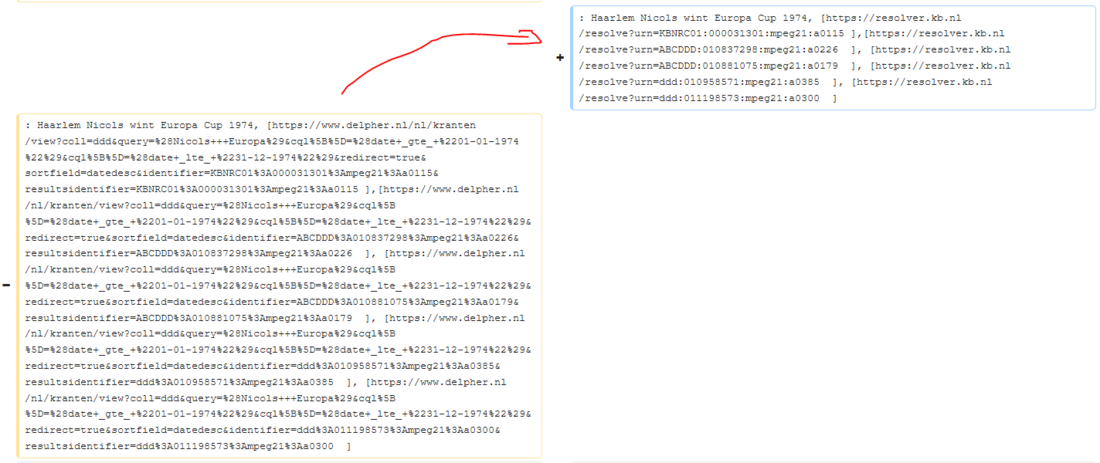 : Haarlem Nicols wint Europa Cup 1974, [https://resolver.kb.nl
/resolve?urn=KBNRC01:000031301:mpeg21:a0115 ],[https://resolver.kb.nl
/resolve?urn=ABCDDD:010837298:mpeg21:a0226  ], [https://resolver.kb.nl
/resolve?urn=ABCDDD:010881075:mpeg21:a0179  ], [https://resolver.kb.nl
/resolve?urn=ddd:010958571:mpeg21:a0385  ], [https://resolver.kb.nl
/resolve?urn=ddd:011198573:mpeg21:a0300  ]
+
: Haarlem Nicols wint Europa Cup 1974, [https://www.delpher.nl/nl/kranten
/view?coll=ddd&query=%28Nicols+++Europa%29&cql%5B%5D=%28date+_gte_+%2201-01-1974
%22%29&cql%5B%5D=%28date+_lte_+%2231-12-1974%22%29&redirect=true&
sortfield=datedesc&identifier=KBNRC01%3A000031301%3Ampeg21%3Aa0115&
resultsidentifier=KBNRC01%3A000031301%3Ampeg21%3Aa0115 ],[https://www.delpher.nl
/nl/kranten/view?coll=ddd&query=%28Nicols+++Europa%29&cql%5B
%5D=%28date+_gte_+%2201-01-1974%22%29&cql%5B%5D=%28date+_lte_+%2231-12-1974%22%29&
redirect=true&sortfield=datedesc&identifier=ABCDDD%3A010837298%3Ampeg21%3Aa0226&
resultsidentifier=ABCDDD%3A010837298%3Ampeg21%3Aa0226  ], [https://www.delpher.nl
/nl/kranten/view?coll=ddd&query=%28Nicols+++Europa%29&cql%5B
%5D=%28date+_gte_+%2201-01-1974%22%29&cql%5B%5D=%28date+_lte_+%2231-12-1974%22%29&
redirect=true&sortfield=datedesc&identifier=ABCDDD%3A010881075%3Ampeg21%3Aa0179&
resultsidentifier=ABCDDD%3A010881075%3Ampeg21%3Aa0179  ], [https://www.delpher.nl
/nl/kranten/view?coll=ddd&query=%28Nicols+++Europa%29&cql%5B
%5D=%28date+_gte_+%2201-01-1974%22%29&cql%5B%5D=%28date+_lte_+%2231-12-1974%22%29&
redirect=true&sortfield=datedesc&identifier=ddd%3A010958571%3Ampeg21%3Aa0385&
resultsidentifier=ddd%3A010958571%3Ampeg21%3Aa0385  ], [https://www.delpher.nl
/nl/kranten/view?coll=ddd&query=%28Nicols+++Europa%29&cql%5B
%5D=%28date+_gte_+%2201-01-1974%22%29&cql%5B%5D=%28date+_lte_+%2231-12-1974%22%29&
redirect=true&sortfield=datedesc&identifier=ddd%3A011198573%3Ampeg21%3Aa0300&
resultsidentifier=ddd%3A011198573%3Ampeg21%3Aa0300  ]
−